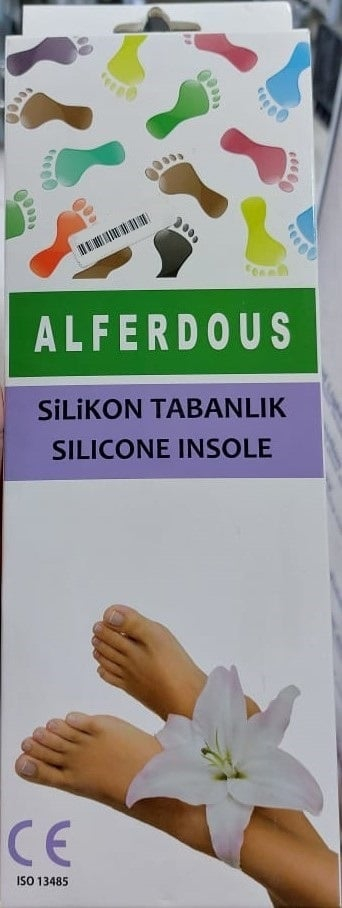 ALFERDOUS
SiLiKON TABANLIK
SILICONE INSOLE
CE
ISO 13485